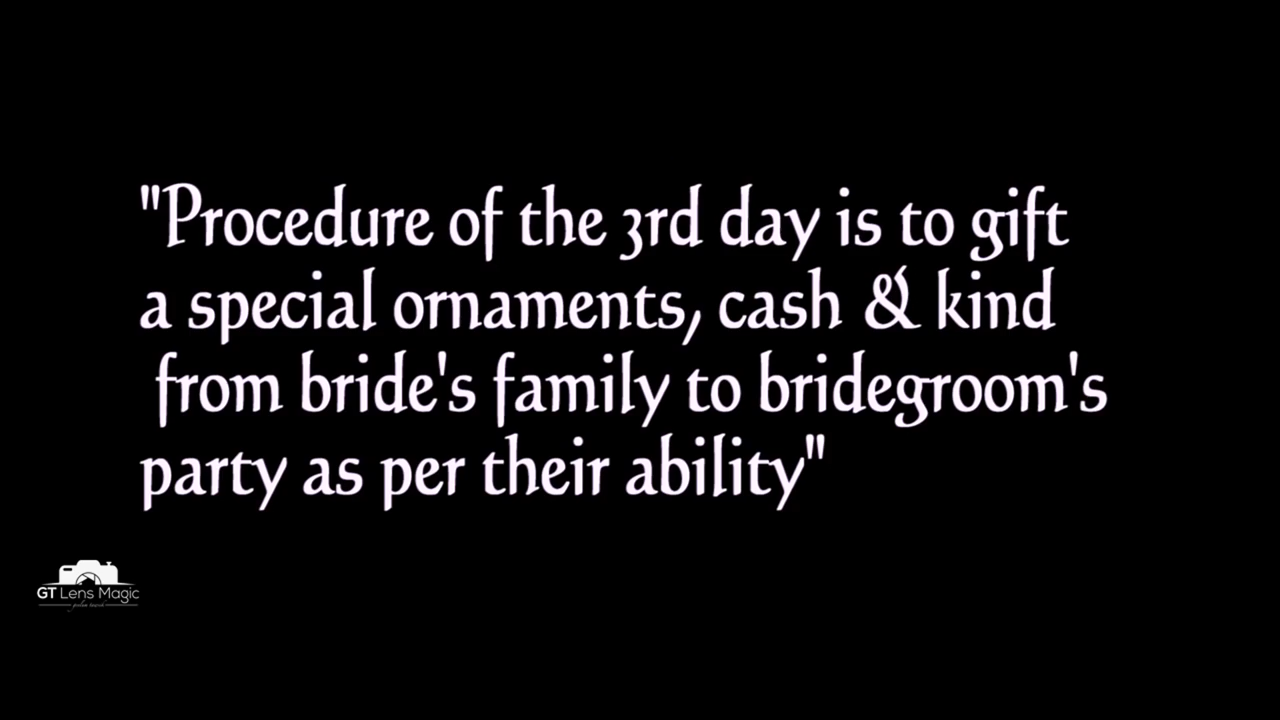 "Procedure of the 3rd day is to gift
a special ornaments, cash & kind
from bride's family to bridegroom's
party as per their ability"
GT Lens Magic